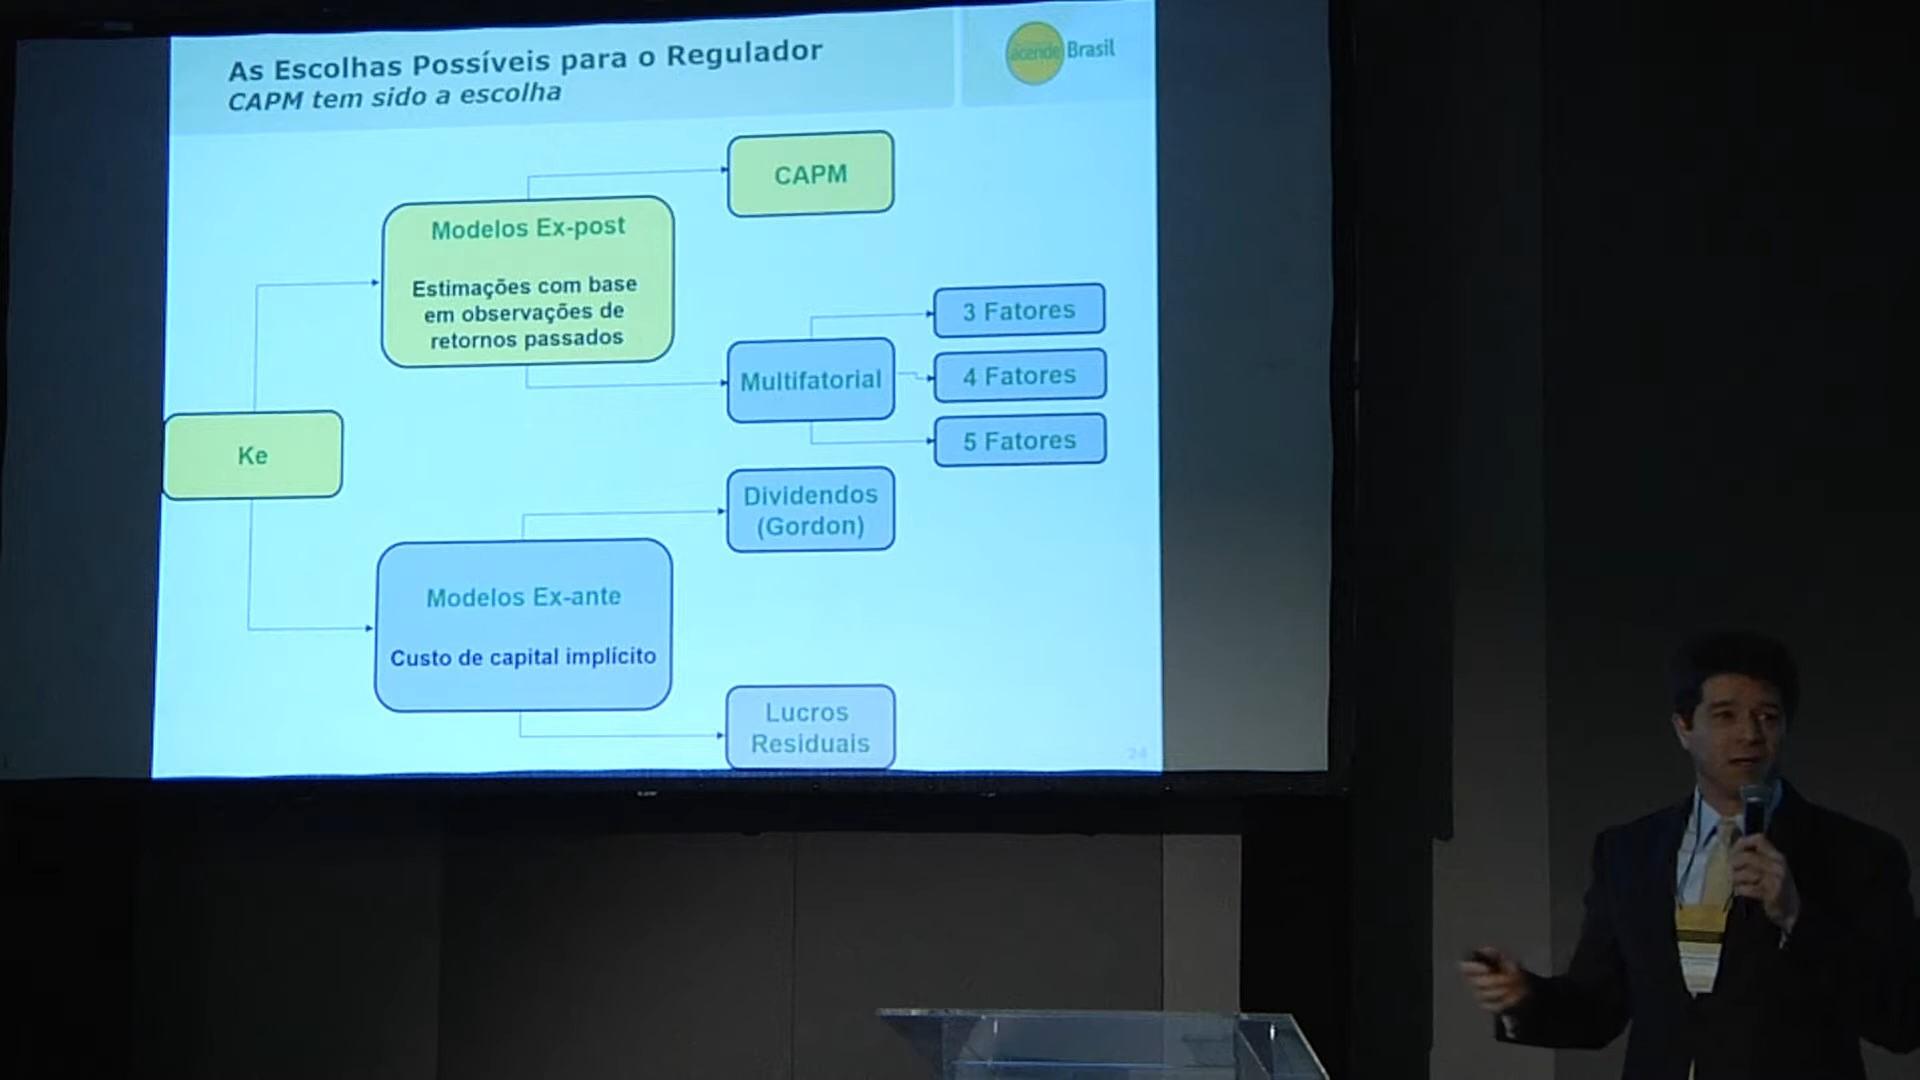 As Escolhas Possíveis para o Regulador
CAPM tem sido a escolha
acende Brasil
CAPM
Modelos Ex-post
Estimações com base
em observações de
retornos passados
3 Fatores
Multifatorial
4 Fatores
5 Fatores
Ke
Dividendos
(Gordon)
Modelos Ex-ante
Custo de capital implícito
Lucros
Residuais
24